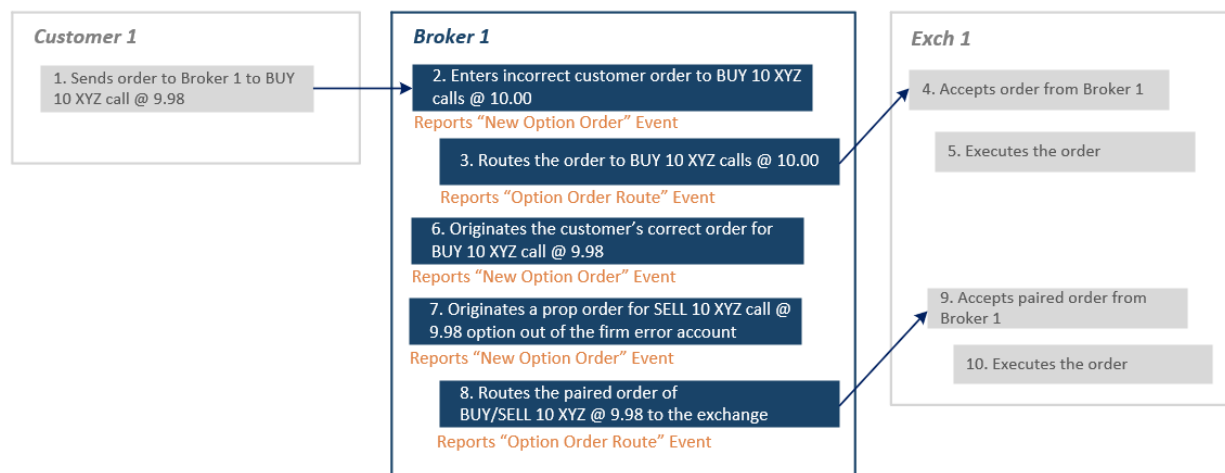 Customer 1
1. Sends order to Broker 1 to BUY
10 XYZ call @ 9.98
Broker 1
2. Enters incorrect customer order to BUY 10 XYZ
calls @ 10.00
Reports “New Option Order” Event
3. Routes the order to BUY 10 XYZ calls @ 10.00
Reports “Option Order Route” Event
6. Originates the customer’s correct order for
BUY 10 XYZ call @ 9.98
Reports “New Option Order” Event
7. Originates a prop order for SELL 10 XYZ call @
9.98 option out of the firm error account
Reports “New Option Order” Event
8. Routes the paired order of
BUY/SELL 10 XYZ @ 9.98 to the exchange
Reports “Option Order Route” Event
Exch 1
4. Accepts order from Broker 1
5. Executes the order
9. Accepts paired order from
Broker 1
10. Executes the order